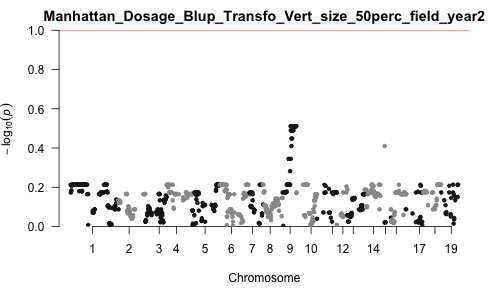 Manhattan_Dosage_Blup_Transfo_Vert_size_50perc_field_year2
1.0
0.8
0.6
0.4
0.2
0.0
− log10(p)
1 2 3 4 5 6 7 8 9 10 12 14 17 19
Chromosome